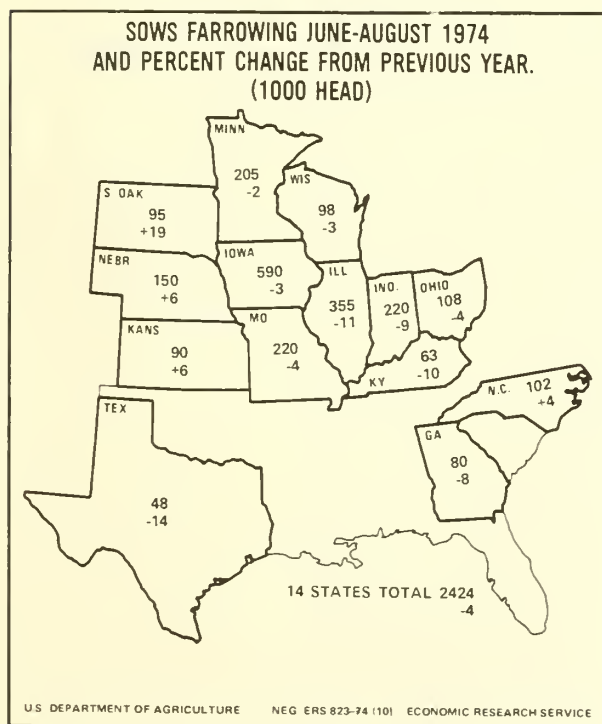 SOWS FARROWING JUNE-AUGUST 1974
AND PERCENT CHANGE FROM PREVIOUS YEAR.
(1000 HEAD)
MINN
205
-2
WIS
98
-3
S OAK
95
+19
NEBR
150
+6
IOWA
590
-3
ILL
355
-11
INO.
220
-9
OHIO
108
-4
KANS
90
+6
MO
220
-4
63
-10
KY
N.C. 102
+4
TEX
48
-14
GA
80
-8
14 STATES TOTAL 2424
-4
U.S DEPARTMENT OF AGRICULTURE NEG ERS 823-74 (10) ECONOMIC RESEARCH SERVICE